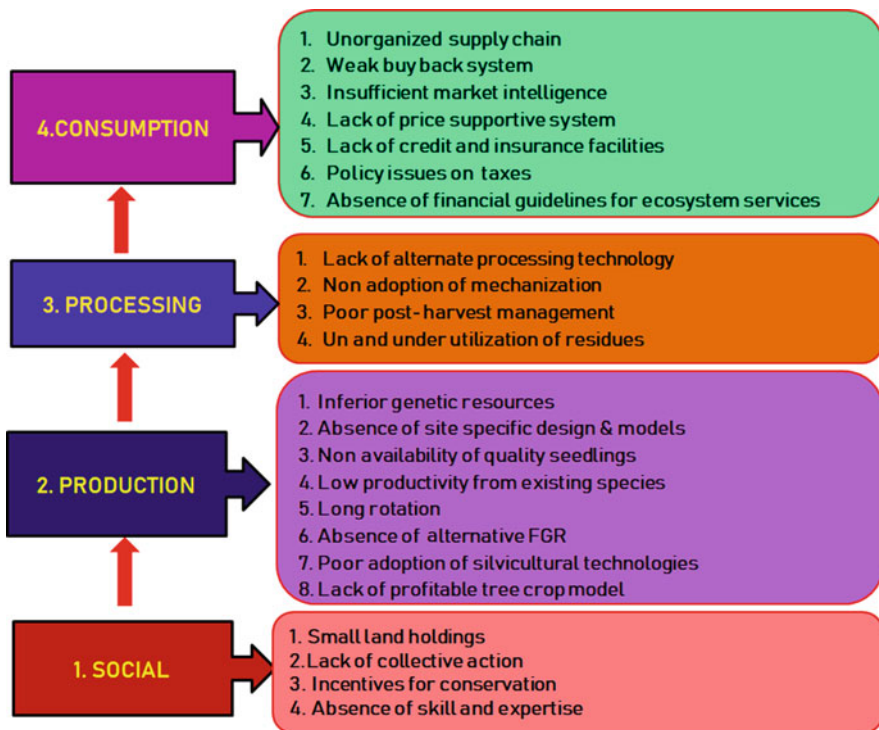 4.CONSUMPTION
1. Unorganized supply chain
2. Weak buy back system
3. Insufficient market intelligence
4. Lack of price supportive system
5. Lack of credit and insurance facilities
6. Policy issues on taxes
7. Absence of financial guidelines for ecosystem services
3. PROCESSING
1. Lack of alternate processing technology
2. Non adoption of mechanization
3. Poor post-harvest management
4. Un and under utilization of residues
2. PRODUCTION
1. Inferior genetic resources
2. Absence of site specific design & models
3. Non availability of quality seedlings
4. Low productivity from existing species
5. Long rotation
6. Absence of alternative FGR
7. Poor adoption of silvicultural technologies
8. Lack of profitable tree crop model
1. SOCIAL
1. Small land holdings
2.Lack of collective action
3. Incentives for conservation
4. Absence of skill and expertise